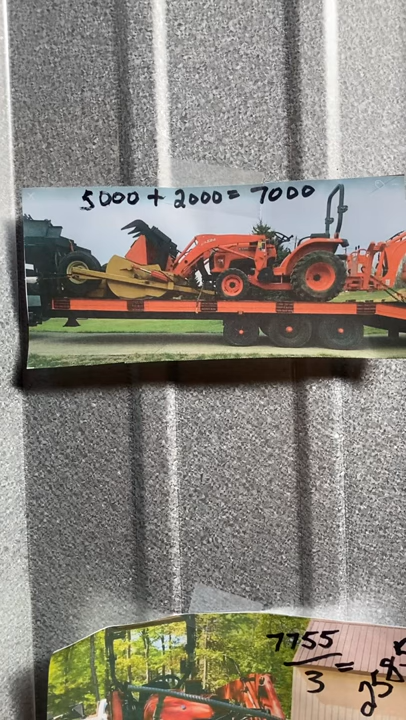 5000 + 2000 = 7000
7755
3 =